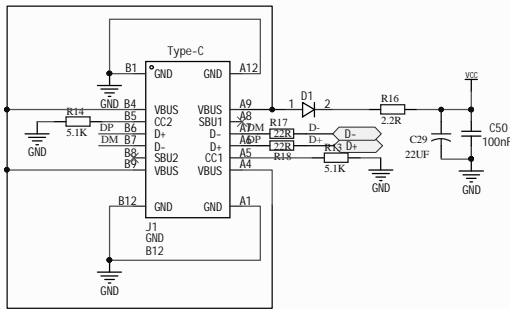 Type-C
B1 GND GND A12
VCC
GND
B4 VBUS VBUS A9 1 D1 2 R16
2.2R
R14 B5 CC2 SBU1 A8
5.1K
GND
DP B6 D+ D- A7 DM R17 22R D- D-
DM B7 D- D+ A6 DP 22R D+ D+
R18
B8 SBU2 CC1 A5 R13
5.1K
B9 VBUS VBUS A4
C29
22UF
C50
100nF
GND
GND
B12 GND GND A1
J1
GND
B12
GND